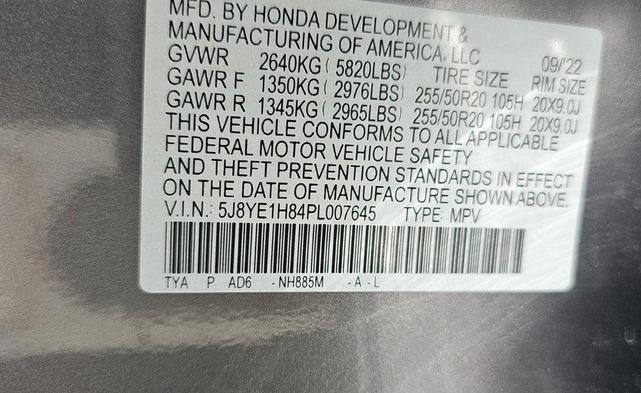 MFD. BY HONDA DEVELOPMENT &
MANUFACTURING OF AMERICA, LLC 09/'22
GVWR 2640KG ( 5820LBS) TIRE SIZE RIM SIZE
GAWR F 1350KG ( 2976LBS) 255/50R20 105H 20X9.0J
GAWR R 1345KG ( 2965LBS) 255/50R20 105H 20X9.0J
THIS VEHICLE CONFORMS TO ALL APPLICABLE
FEDERAL MOTOR VEHICLE SAFETY
AND THEFT PREVENTION STANDARDS IN EFFECT
ON THE DATE OF MANUFACTURE SHOWN ABOVE.
V.I.N.: 5J8YE1H84PL007645 TYPE: MPV
TYA P AD6 -NH885M -A -L